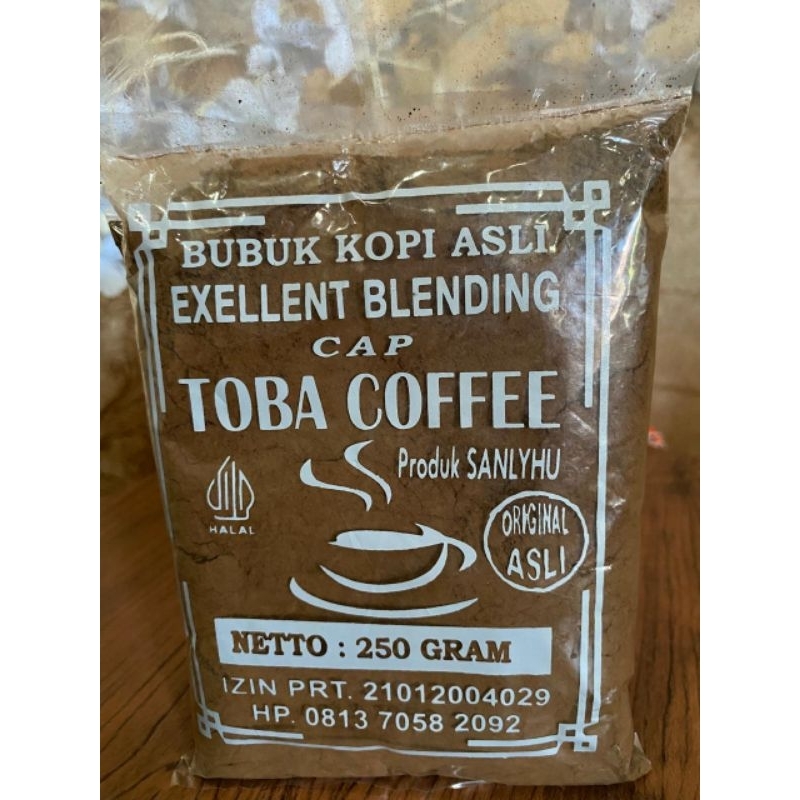 BUBUK KOPI ASLI
EXELLENT BLENDING
CAP
TOBA COFFEE
Produk SANLYHU
HALAL
ORIGINAL
ASLI
NETTO : 250 GRAM
IZIN PRT. 21012004029
HP. 0813 7058 2092